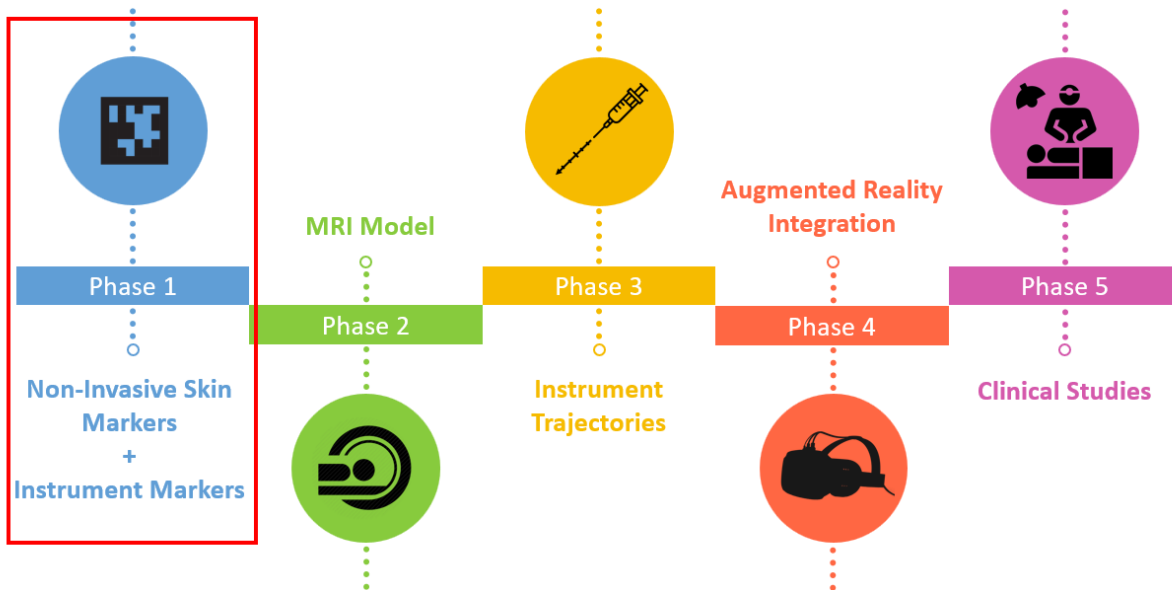 Phase 1
Non-Invasive Skin
Markers
+
Instrument Markers
MRI Model
Phase 2
Phase 3
Instrument
Trajectories
Augmented Reality
Integration
Phase 4
Phase 5
Clinical Studies